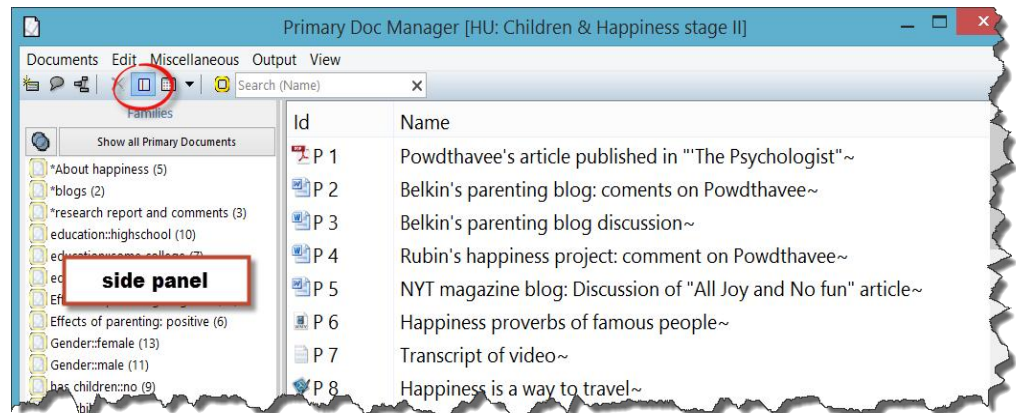 Primary Doc Manager [HU: Children & Happiness stage II]
Documents Edit Miscellaneous Output View
Search (Name)
Families
Show all Primary Documents
*About happiness (5)
*blogs (2)
*research report and comments (3)
education::highschool (10)
side panel
Effects of parenting: positive (6)
Gender::female (13)
Gender::male (11)
has children::no (9)
Id Name
P 1 Powdthavee's article published in "'The Psychologist"~
P 2 Belkin's parenting blog: coments on Powdthavee~
P 3 Belkin's parenting blog discussion~
P 4 Rubin's happiness project: comment on Powdthavee~
P 5 NYT magazine blog: Discussion of "All Joy and No fun" article~
P 6 Happiness proverbs of famous people~
P 7 Transcript of video~
P 8 Happiness is a way to travel~